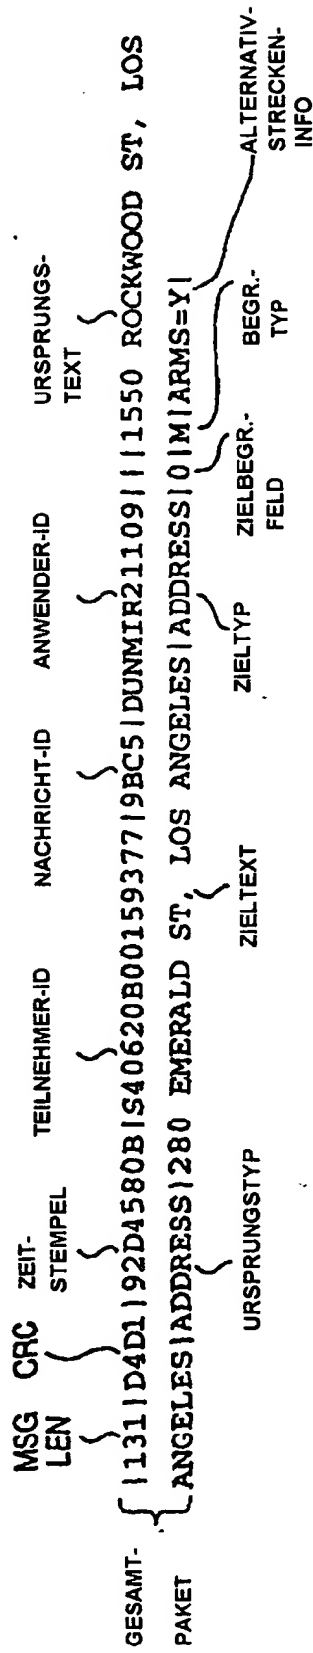 MSG
LEN
CRC
ZEIT-
STEMPEL
TEILNEHMER-ID
NACHRICHT-ID
ANWENDER-ID
URSPRUNGS-
TEXT
GESAMT-
PAKET
|131|D4D1|92D4580B|S40620B00159377|9BC5|DUNMIR21109|||1550 ROCKWOOD ST, LOS
ANGELES|ADDRESS|280 EMERALD ST, LOS ANGELES|ADDRESS|0|M|ARMS=Y|
URSPRUNGSTYP
ZIELTEXT
ZIELTYP
ZIELBEGR.-
FELD
BEGR.-
TYP
ALTERNATIV-
STRECKEN-
INFO